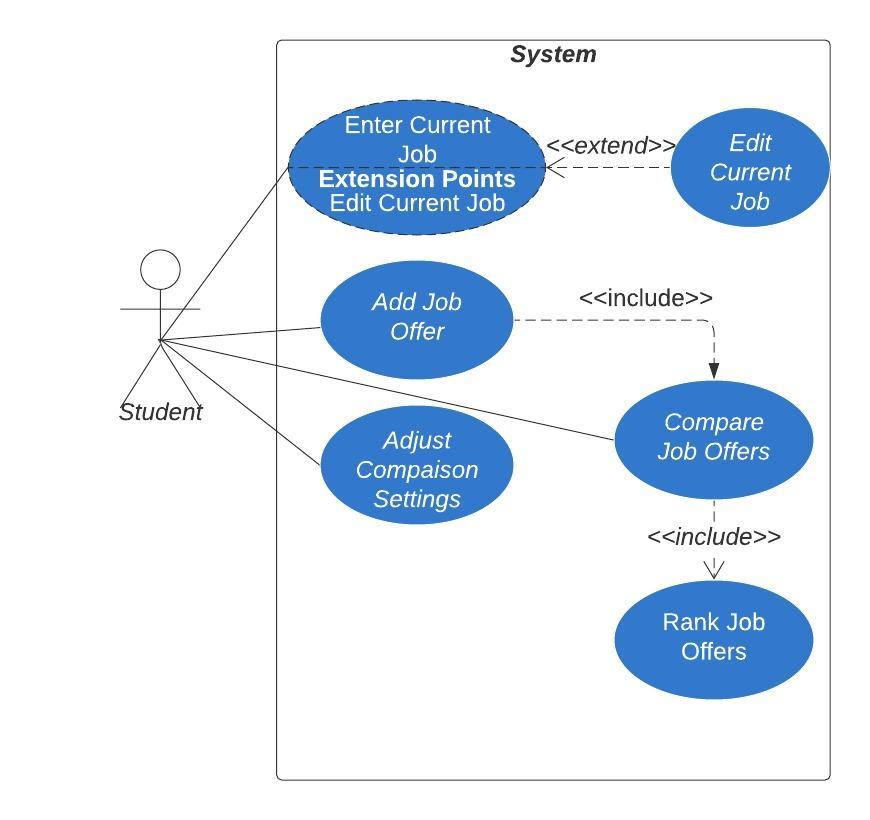 System
Enter Current
Job
Extension Points
Edit Current Job
<<extend>>
Edit
Current
Job
Add Job
Offer
<<include>>
Student
Adjust
Compaison
Settings
Compare
Job Offers
<<include>>
Rank Job
Offers